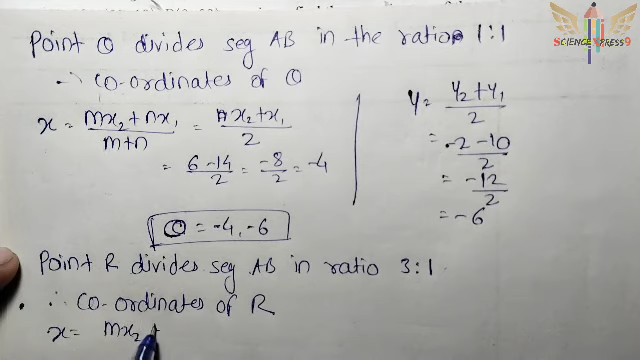 Point Q divides seg AB in the ratio 1:1
∴ co-ordinates of Q
x = mx₂+nx₁/m+n = x₂+x₁/2
= 6-14/2 = -8/2 = -4
Q = -4, -6
y = y₂+y₁/2
= -2-10/2
= -12/2
= -6
Point R divides seg AB in ratio 3:1
∴ co-ordinates of R
x = mx₂ +
SCIENCE XPRESS 9